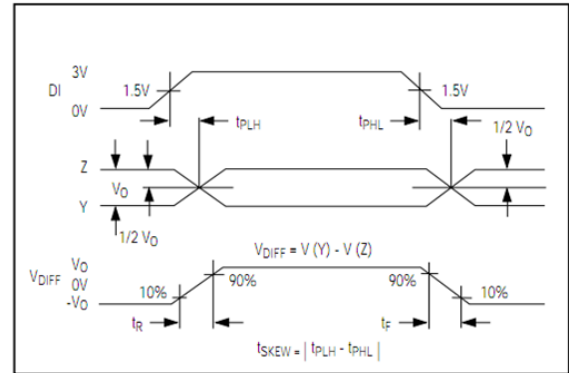 3V
DI
1.5V
1.5V
0V
tPLH
tPHL
1/2 VO
Z
VO
Y
1/2 VO
VDIFF = V (Y) - V (Z)
VO
VDIFF 0V
-VO
10%
90%
90%
10%
tR
tF
tSKEW = | tPLH - tPHL |